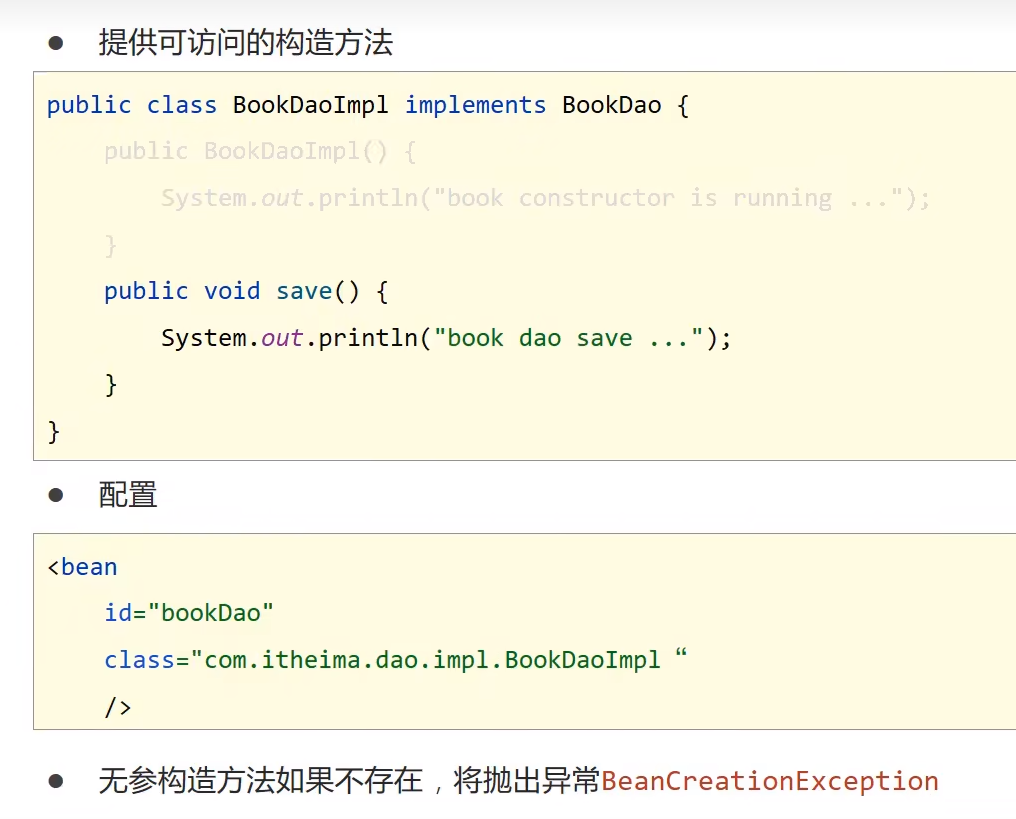 ● 提供可访问的构造方法
public class BookDaoImpl implements BookDao {
    public BookDaoImpl() {
        System.out.println("book constructor is running ...");
    }
    public void save() {
        System.out.println("book dao save ...");
    }
}
● 配置
<bean
    id="bookDao"
    class="com.itheima.dao.impl.BookDaoImpl “
    />
● 无参构造方法如果不存在，将抛出异常BeanCreationException